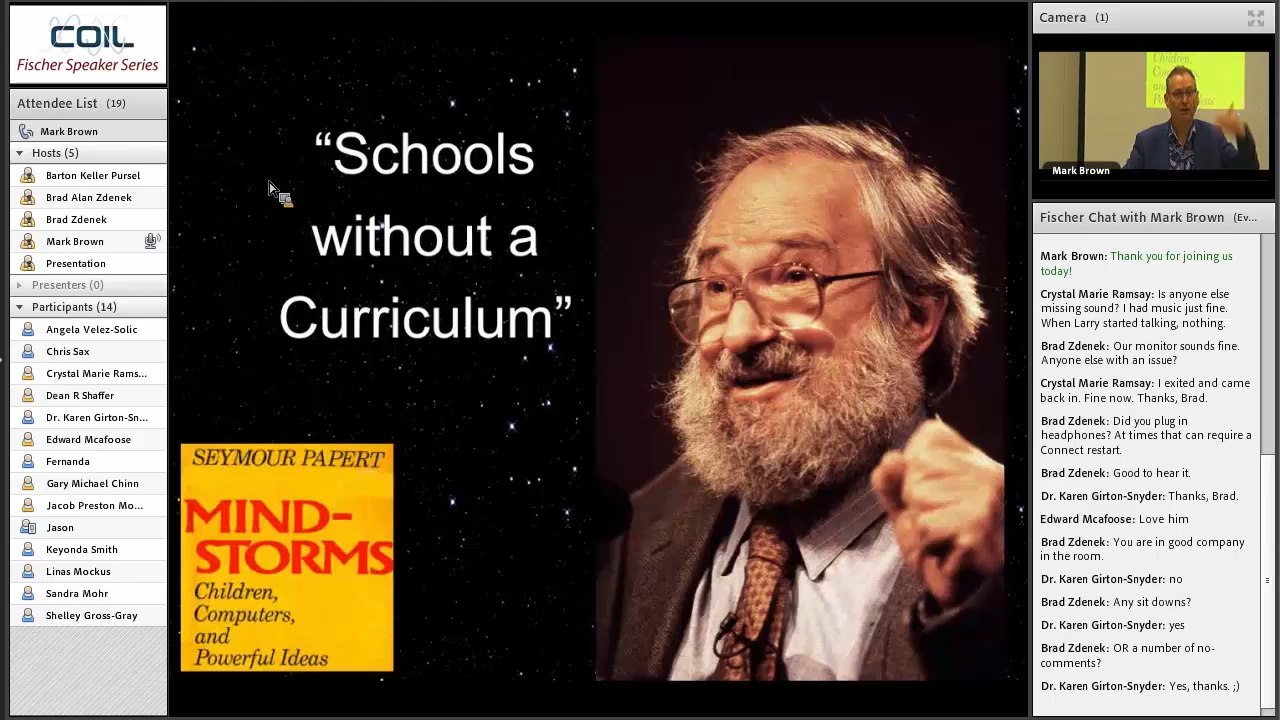 COIL
Fischer Speaker Series
Attendee List (19)
Mark Brown
Hosts (5)
Barton Keller Pursel
Brad Alan Zdenek
Brad Zdenek
Mark Brown
Presentation
Presenters (0)
Participants (14)
Angela Velez-Solic
Chris Sax
Crystal Marie Rams...
Dean R Shaffer
Dr. Karen Girton-Sn...
Edward Mcafoose
Fernanda
Gary Michael Chinn
Jacob Preston Mo...
Jason
Keyonda Smith
Linas Mockus
Sandra Mohr
Shelley Gross-Gray
“Schools
without a
Curriculum”
SEYMOUR PAPERT
MIND-
STORMS
Children,
Computers,
and
Powerful Ideas
Camera (1)
Children,
Mark Brown
Fischer Chat with Mark Brown (Ev...
Mark Brown: Thank you for joining us
today!
Crystal Marie Ramsay: Is anyone else
missing sound? I had music just fine.
When Larry started talking, nothing.
Brad Zdenek: Our monitor sounds fine.
Anyone else with an issue?
Crystal Marie Ramsay: I exited and came
back in. Fine now. Thanks, Brad.
Brad Zdenek: Did you plug in
headphones? At times that can require a
Connect restart.
Brad Zdenek: Good to hear it.
Dr. Karen Girton-Snyder: Thanks, Brad.
Edward Mcafoose: Love him
Brad Zdenek: You are in good company
in the room.
Dr. Karen Girton-Snyder: no
Brad Zdenek: Any sit downs?
Dr. Karen Girton-Snyder: yes
Brad Zdenek: OR a number of no-
comments?
Dr. Karen Girton-Snyder: Yes, thanks. ;)